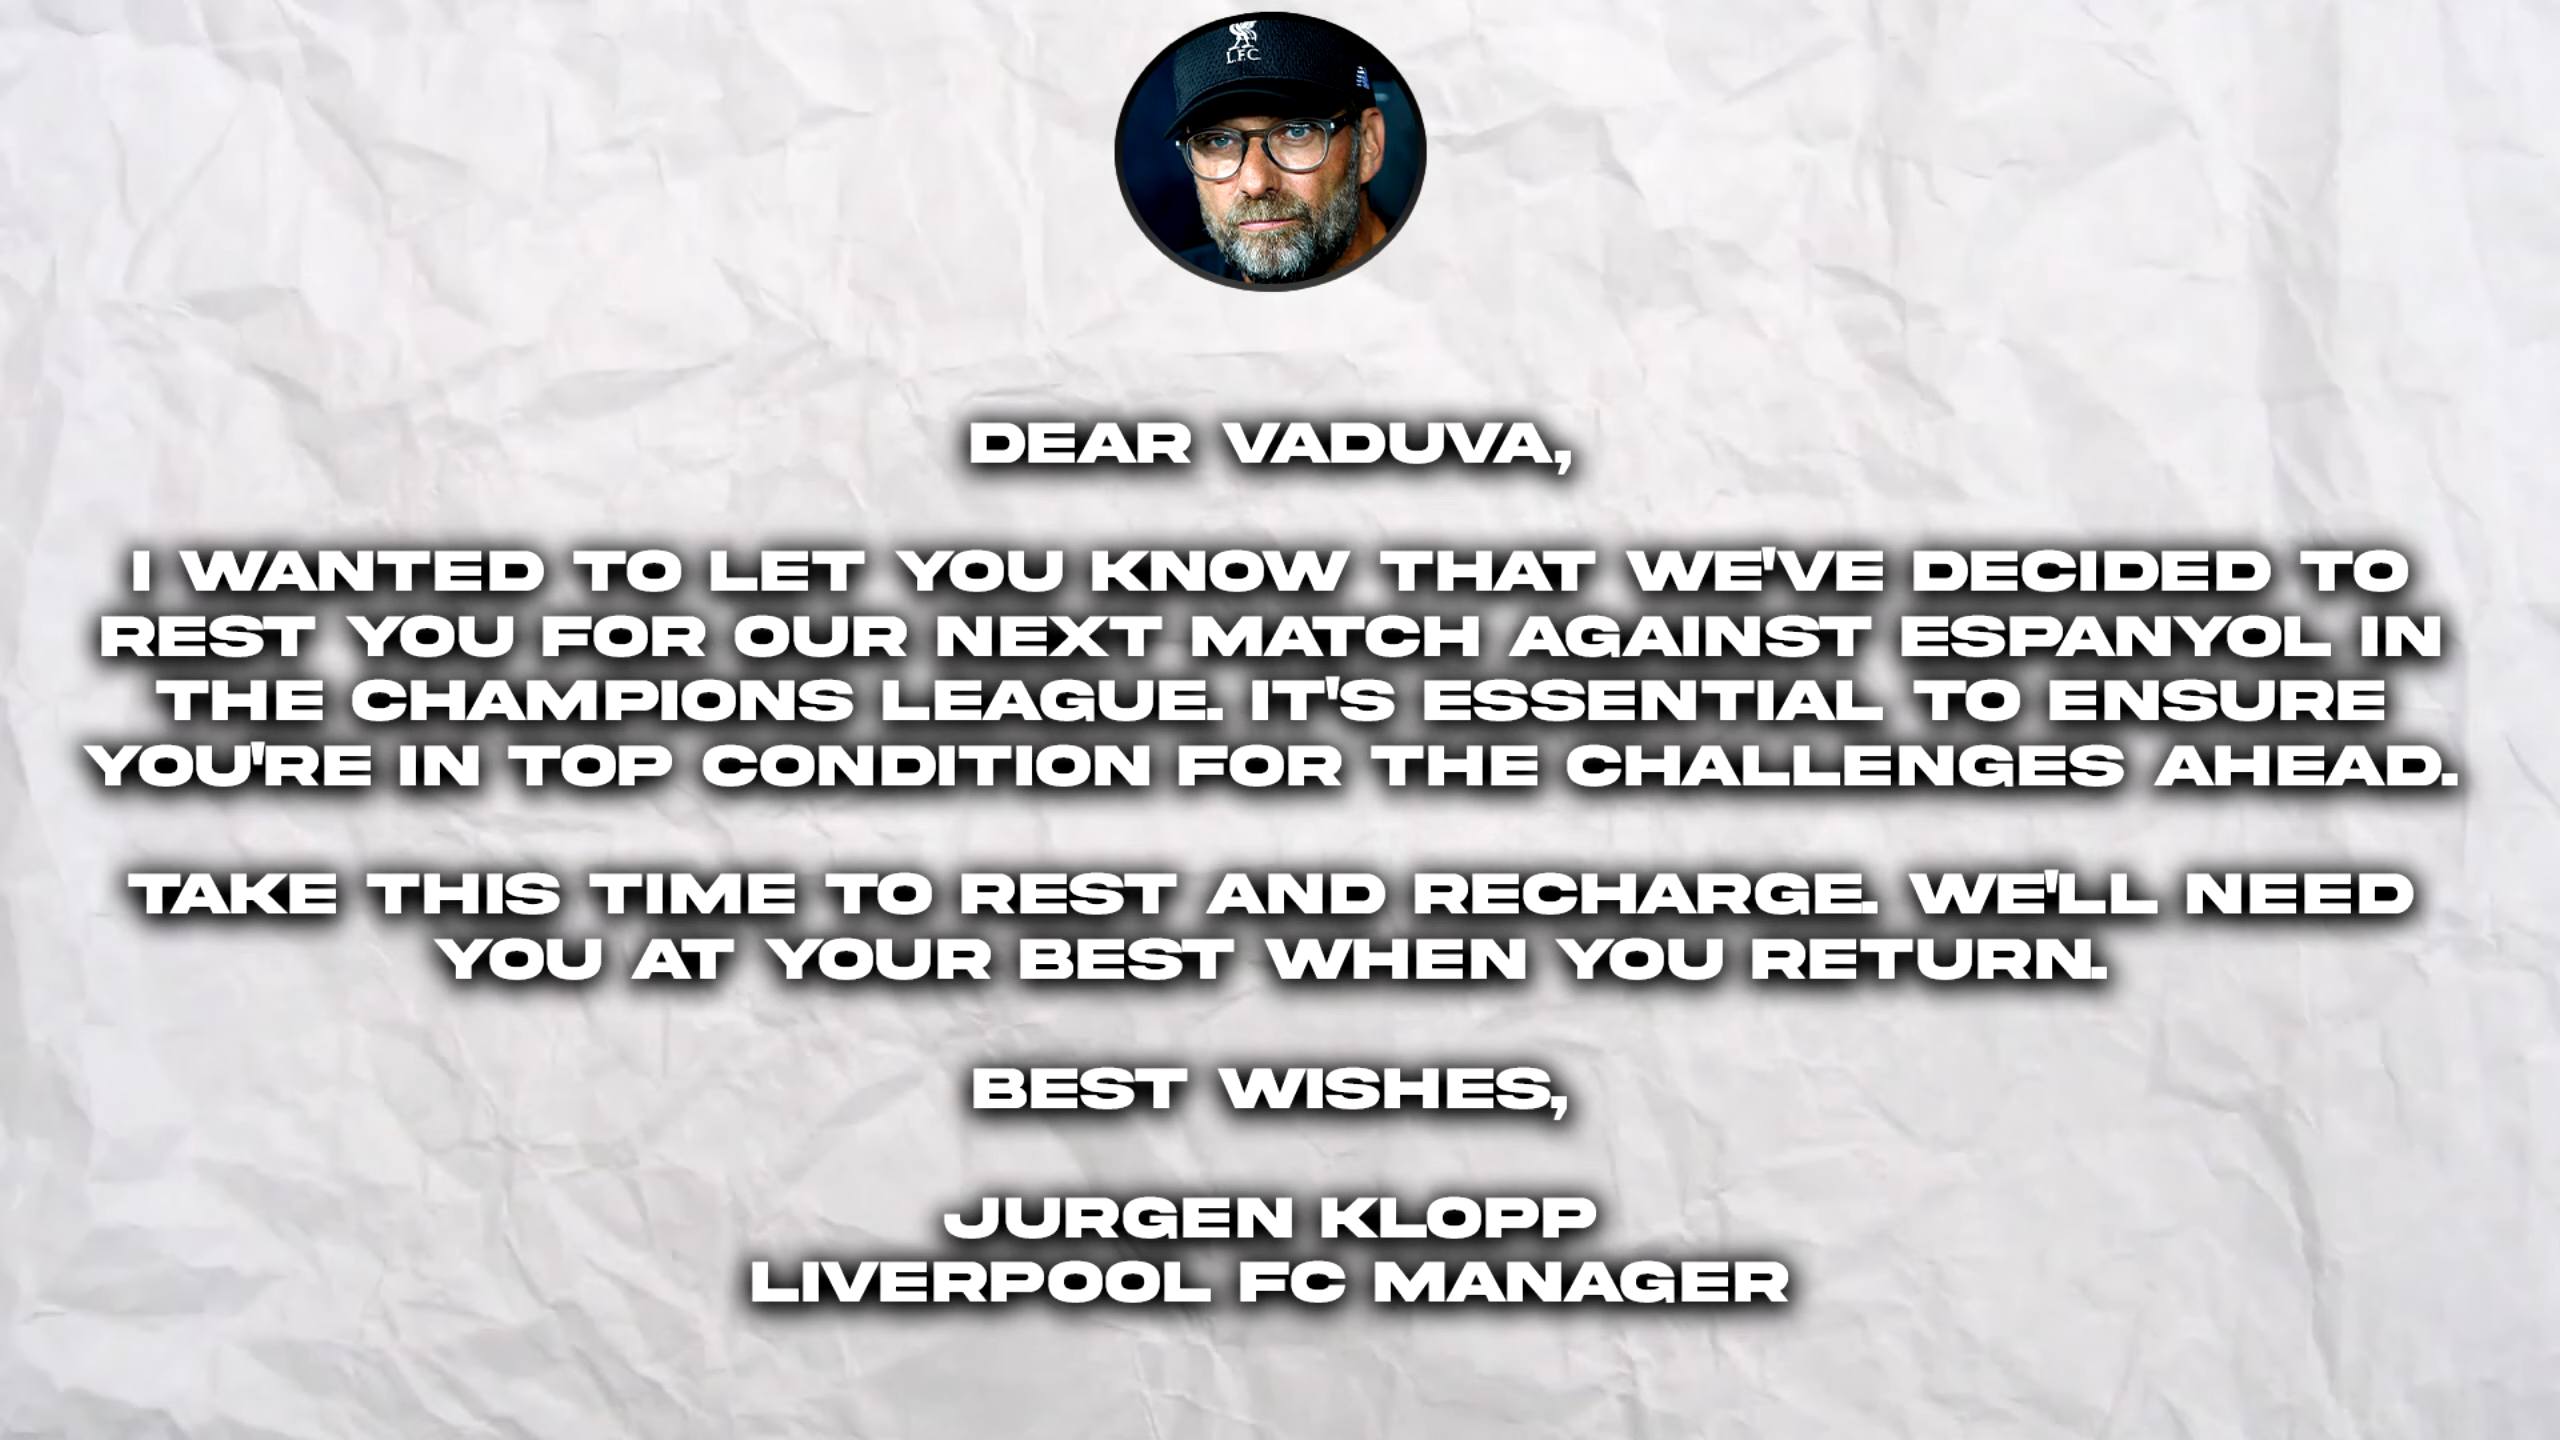 L.F.C.
DEAR VADUVA,
I WANTED TO LET YOU KNOW THAT WE'VE DECIDED TO
REST YOU FOR OUR NEXT MATCH AGAINST ESPANYOL IN
THE CHAMPIONS LEAGUE. IT'S ESSENTIAL TO ENSURE
YOU'RE IN TOP CONDITION FOR THE CHALLENGES AHEAD.
TAKE THIS TIME TO REST AND RECHARGE. WE'LL NEED
YOU AT YOUR BEST WHEN YOU RETURN.
BEST WISHES,
JURGEN KLOPP
LIVERPOOL FC MANAGER